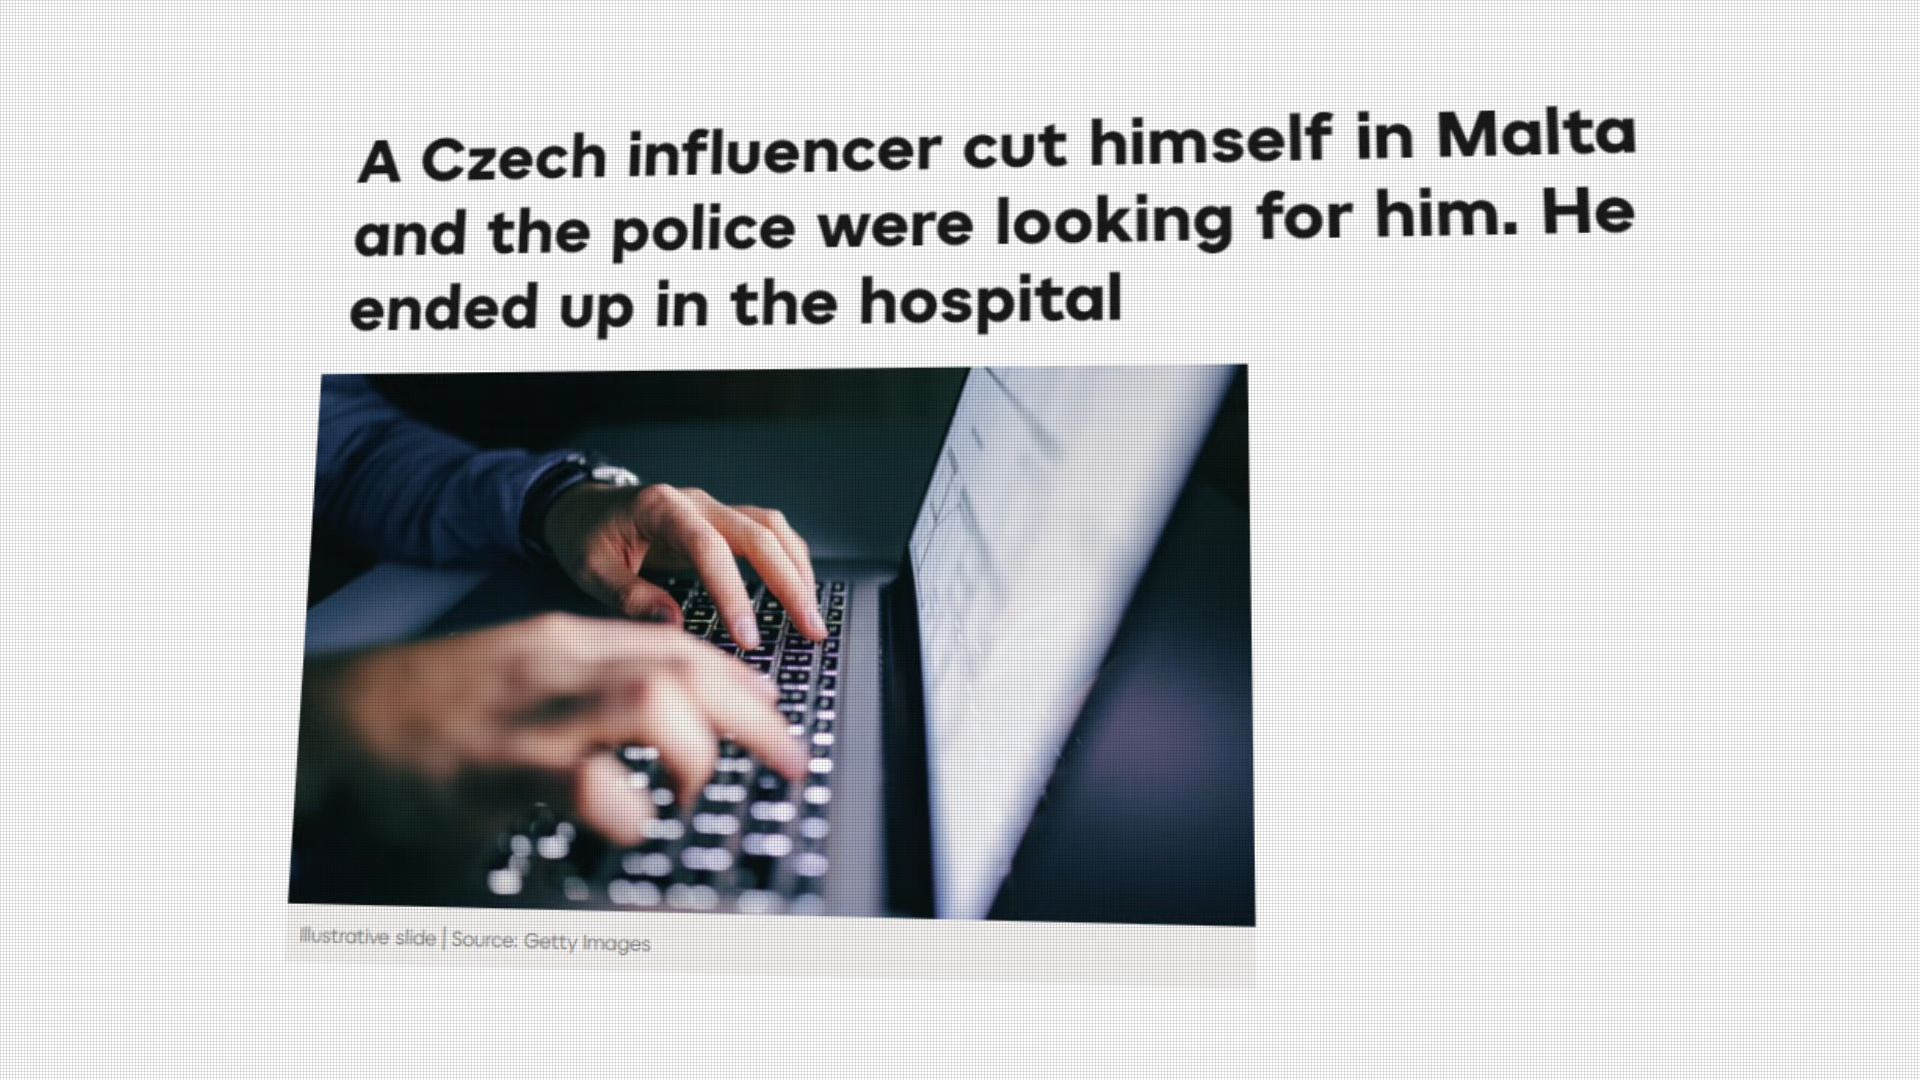 A Czech influencer cut himself in Malta
and the police were looking for him. He
ended up in the hospital
Illustrative slide | Source: Getty Images